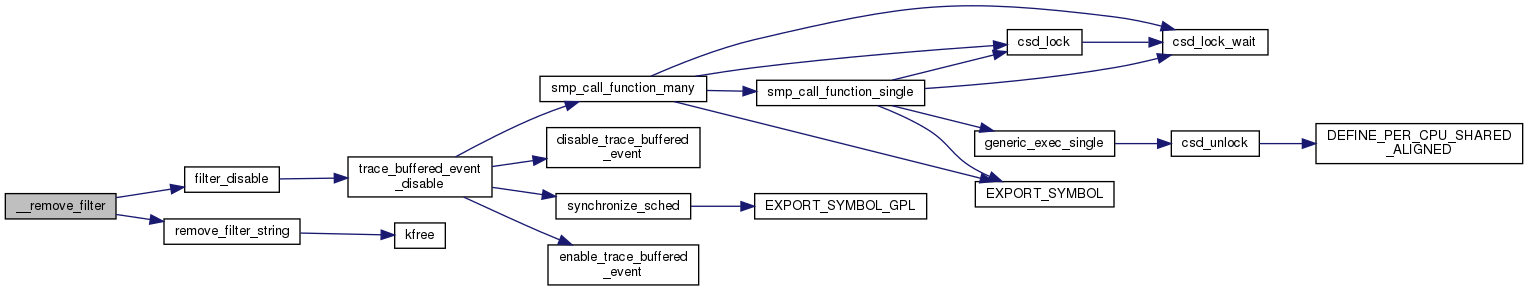 __remove_filter
filter_disable
remove_filter_string
trace_buffered_event
_disable
kfree
smp_call_function_many
disable_trace_buffered
_event
synchronize_sched
enable_trace_buffered
_event
smp_call_function_single
EXPORT_SYMBOL_GPL
csd_lock
generic_exec_single
EXPORT_SYMBOL
csd_lock_wait
csd_unlock
DEFINE_PER_CPU_SHARED
_ALIGNED